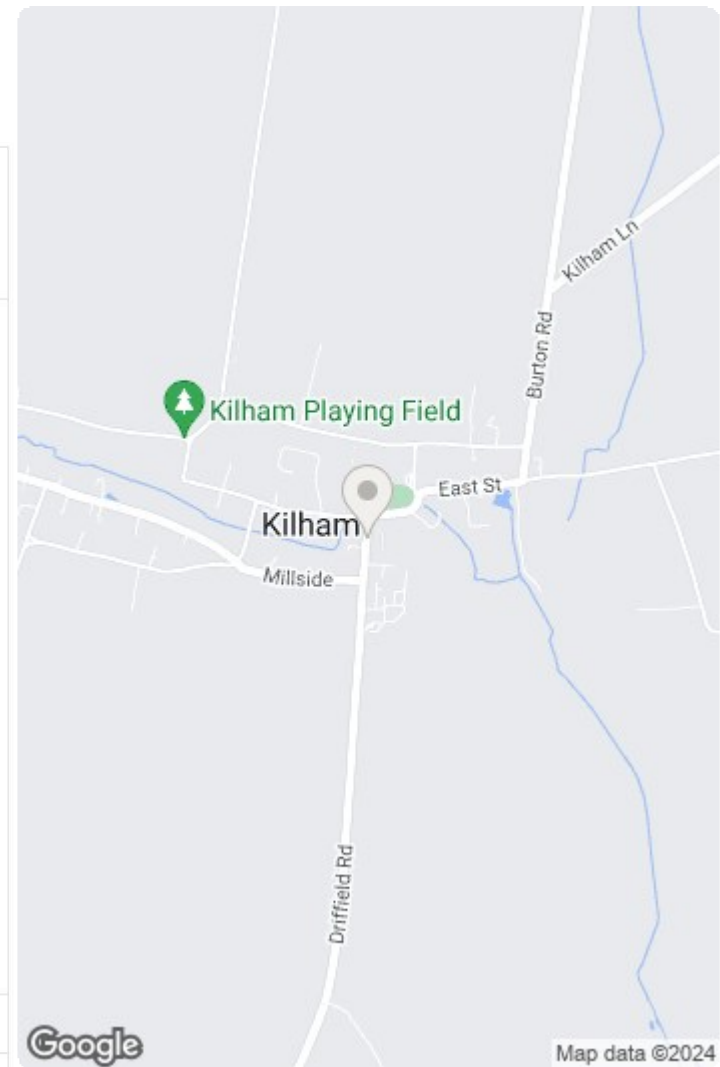 Kilham Ln
Burton Rd
Kilham Playing Field
East St
Kilham
Millside
Driffield Rd
Google
Map data ©2024